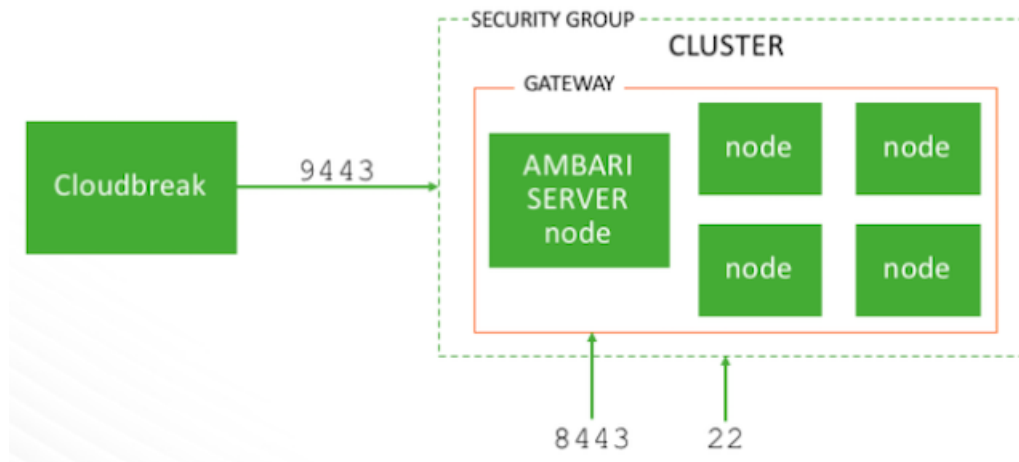 SECURITY GROUP
CLUSTER
GATEWAY
Cloudbreak
9443
AMBARI
SERVER
node
node
node
node
node
8443
22